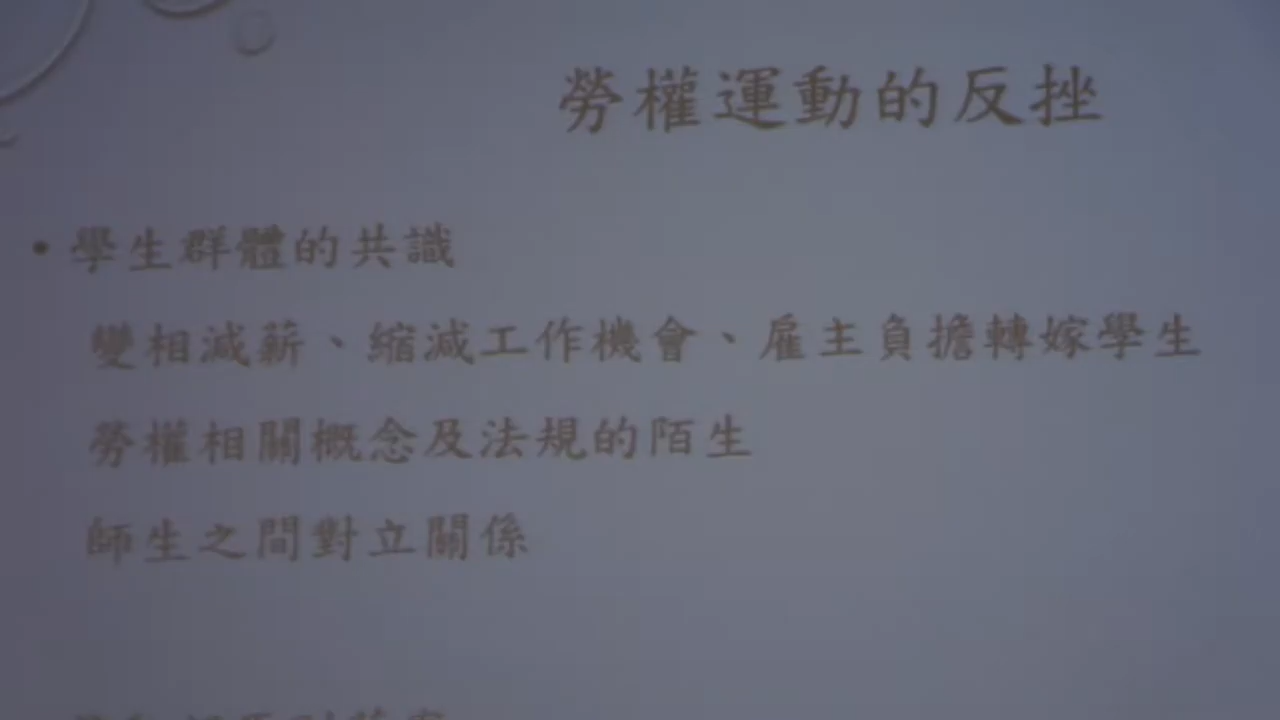 勞權運動的反挫
• 學生群體的共識
變相減薪、縮減工作機會、雇主負擔轉嫁學生
勞權相關概念及法規的陌生
師生之間對立關係